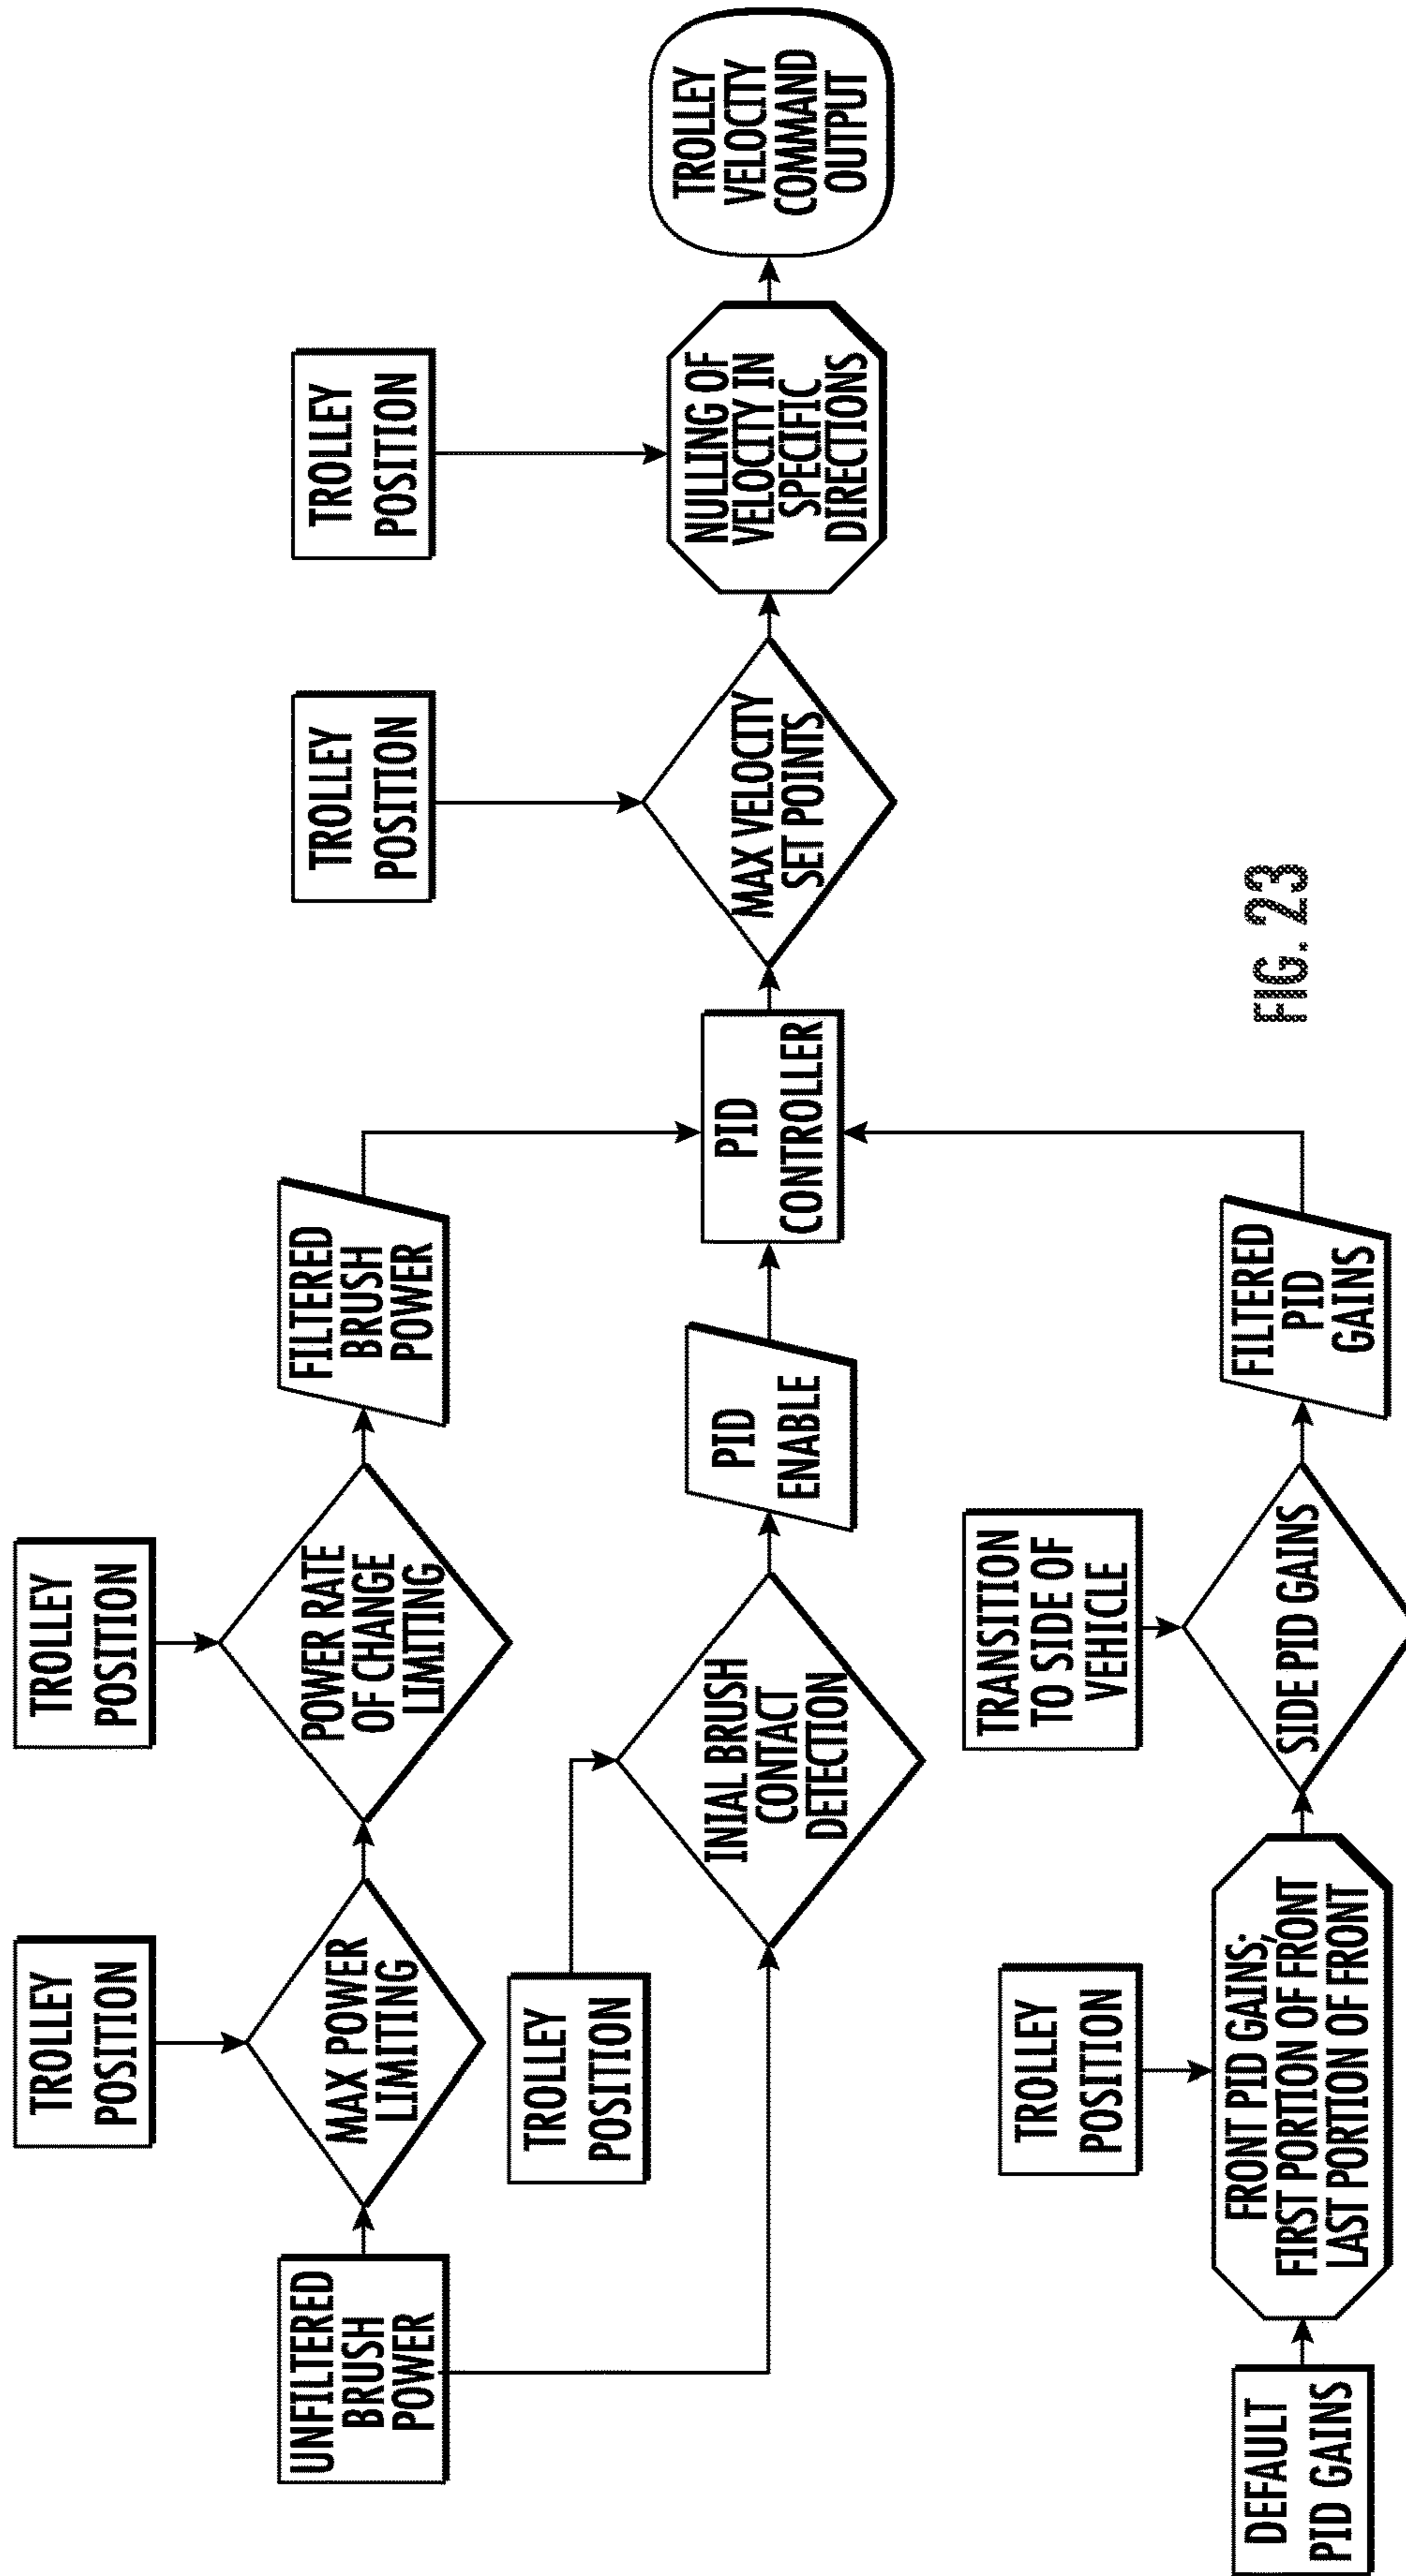 TROLLEY
POSITION
TROLLEY
POSITION
UNFILTERED
BRUSH
POWER
MAX POWER
LIMITING
POWER RATE
OF CHANGE
LIMITING
FILTERED
BRUSH
POWER
TROLLEY
POSITION
TROLLEY
POSITION
TROLLEY
POSITION
INIAL BRUSH
CONTACT
DETECTION
PID
ENABLE
PID
CONTROLLER
MAX VELOCITY
SET POINTS
NULLING OF
VELOCITY IN
SPECIFIC
DIRECTIONS
TROLLEY
VELOCITY
COMMAND
OUTPUT
TROLLEY
POSITION
TRANSITION
TO SIDE OF
VEHICLE
DEFAULT
PID GAINS
FRONT PID GAINS;
FIRST PORTION OF FRONT
LAST PORTION OF FRONT
SIDE PID GAINS
FILTERED
PID
GAINS
FIG. 23